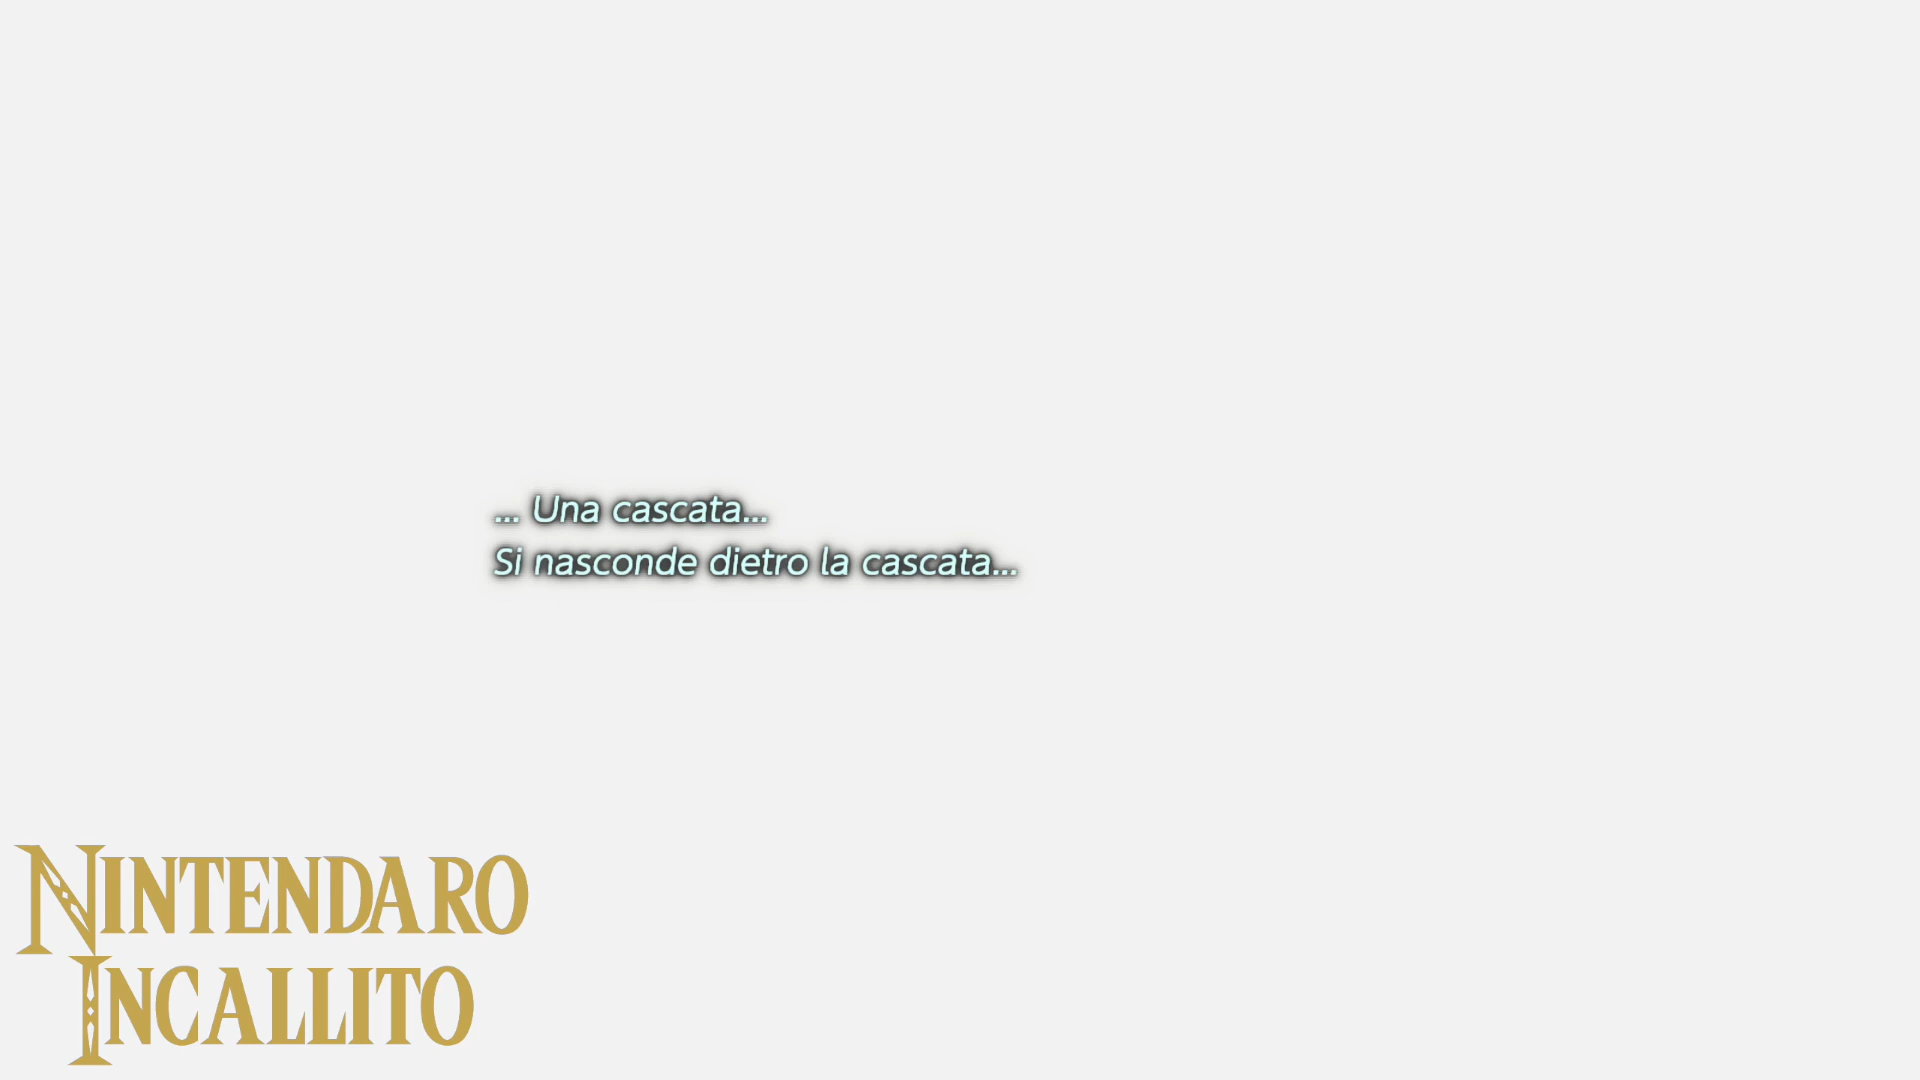 ... Una cascata...
Si nasconde dietro la cascata...
NINTENDARO
INCALLITO